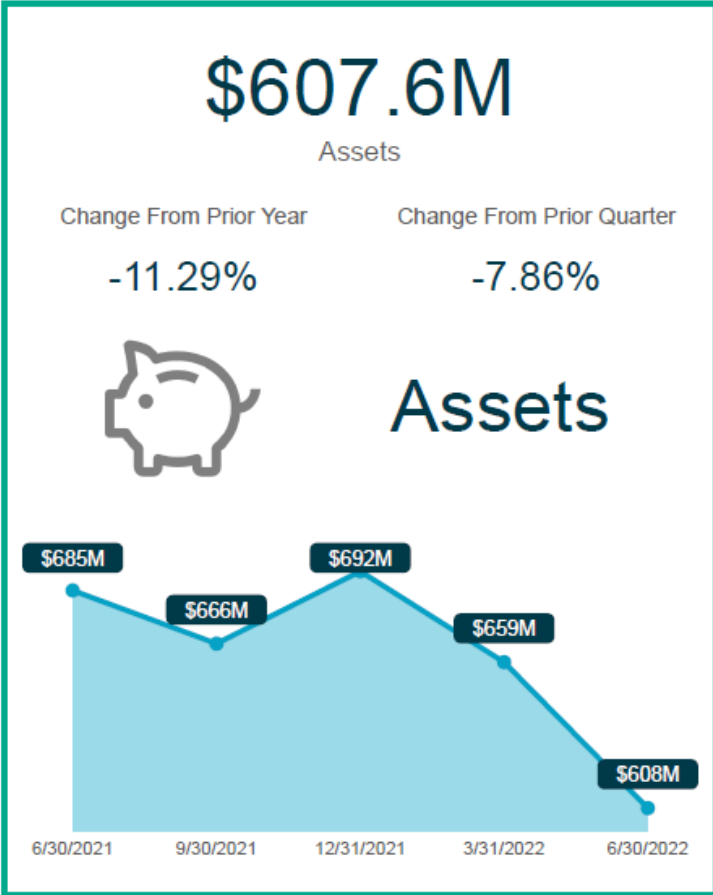 $607.6M
Assets
Change From Prior Year Change From Prior Quarter
-11.29% -7.86%
Assets
$685M $666M $692M $659M $608M
6/30/2021 9/30/2021 12/31/2021 3/31/2022 6/30/2022